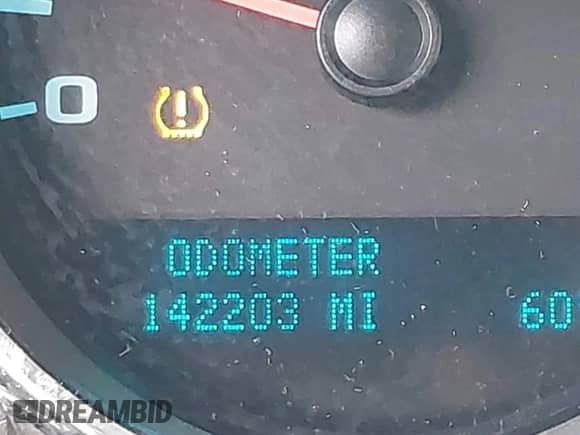 0
ODOMETER
142203 MI 60
DREAMBID